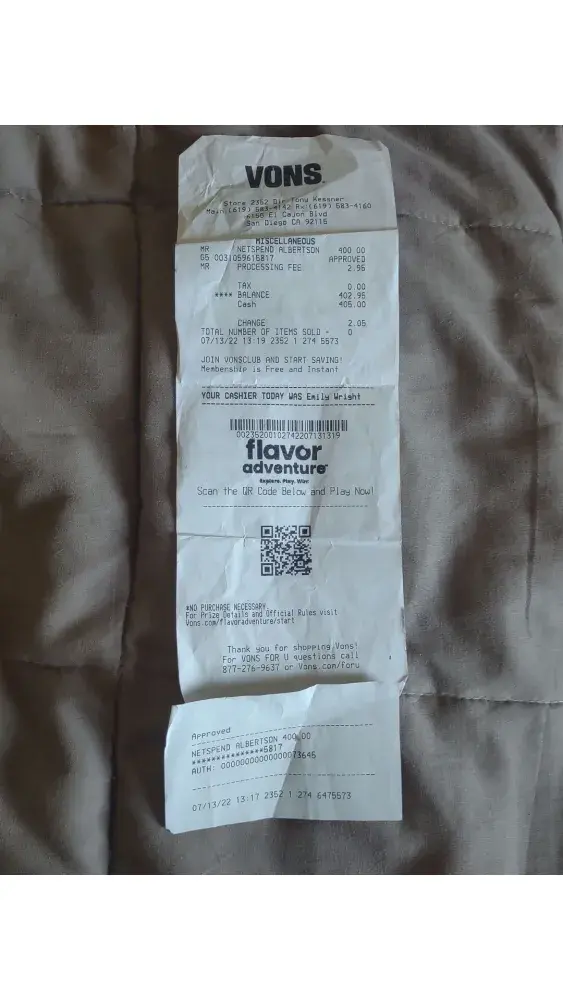 VONS
Store 2352 Dir Tony Kessner
Main:(619) 583-4142 Rx:(619) 583-4160
6155 El Cajon Blvd
San Diego CA 92115
MISCELLANEOUS
MR NETSPEND ALBERTSON 400.00
GS 0031059615817 APPROVED
MR PROCESSING FEE 2.95
TAX 0.00
**** BALANCE 402.95
Cash 405.00
CHANGE 2.05
TOTAL NUMBER OF ITEMS SOLD = 0
07/13/22 13:19 2352 1 274 5573
JOIN VONSCLUB AND START SAVING!
Membership is Free and Instant
YOUR CASHIER TODAY WAS Emily Wright
00235200102742207131319
flavor
adventure
Explore. Play. Win!
Scan the QR Code Below and Play Now!
*NO PURCHASE NECESSARY
For Prize Details and Official Rules visit
Vons.com/flavoradventure/start
Thank you for shopping Vons!
For VONS FOR U questions call
877-276-9637 or Vons.com/foru
Approved
NETSPEND ALBERTSON 400.00
***************5817
AUTH: 00000000000000073645
07/13/22 13:17 2352 1 274 6475573